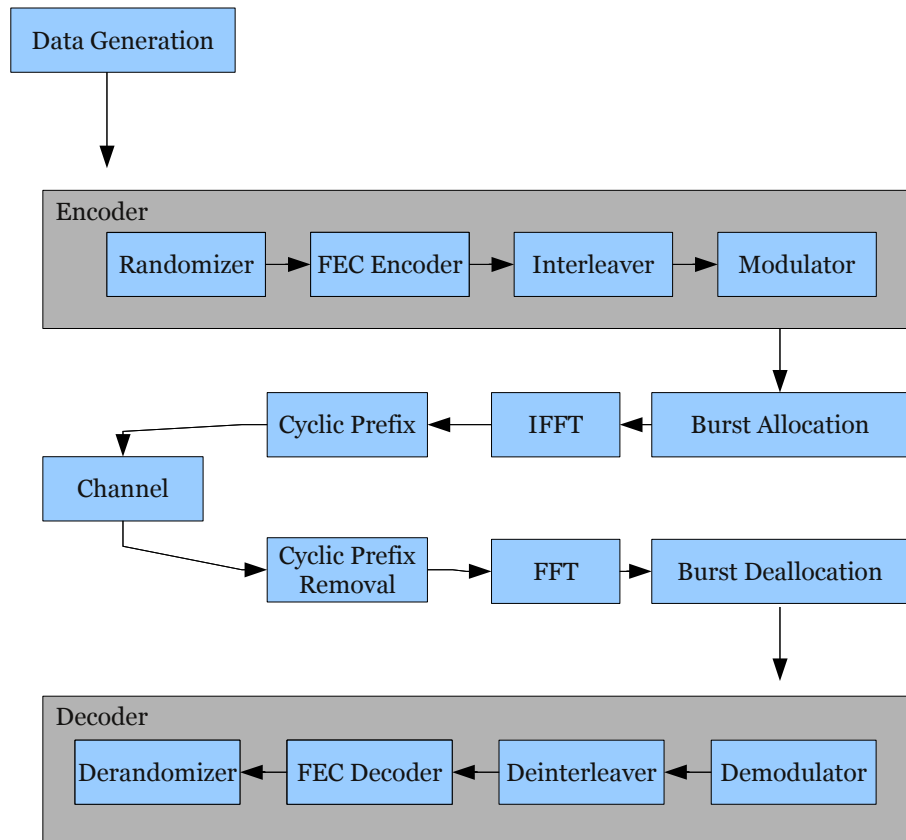 Data Generation
Encoder
Randomizer
FEC Encoder
Interleaver
Modulator
Cyclic Prefix
IFFT
Burst Allocation
Channel
Cyclic Prefix
Removal
FFT
Burst Deallocation
Decoder
Derandomizer
FEC Decoder
Deinterleaver
Demodulator